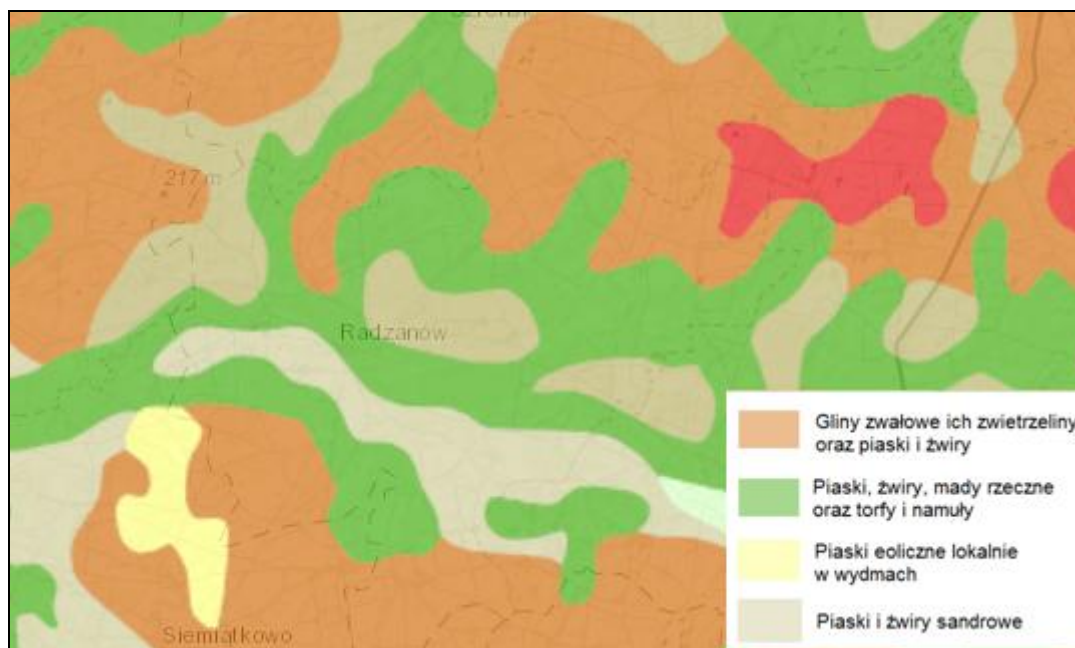 217 m
Radzanów
Siemiątkowo
Gliny zwałowe ich zwietrzeliny
oraz piaski i żwiry
Piaski, żwiry, mady rzeczne
oraz torfy i namuły
Piaski eoliczne lokalnie
w wydmach
Piaski i żwiry sandrowe